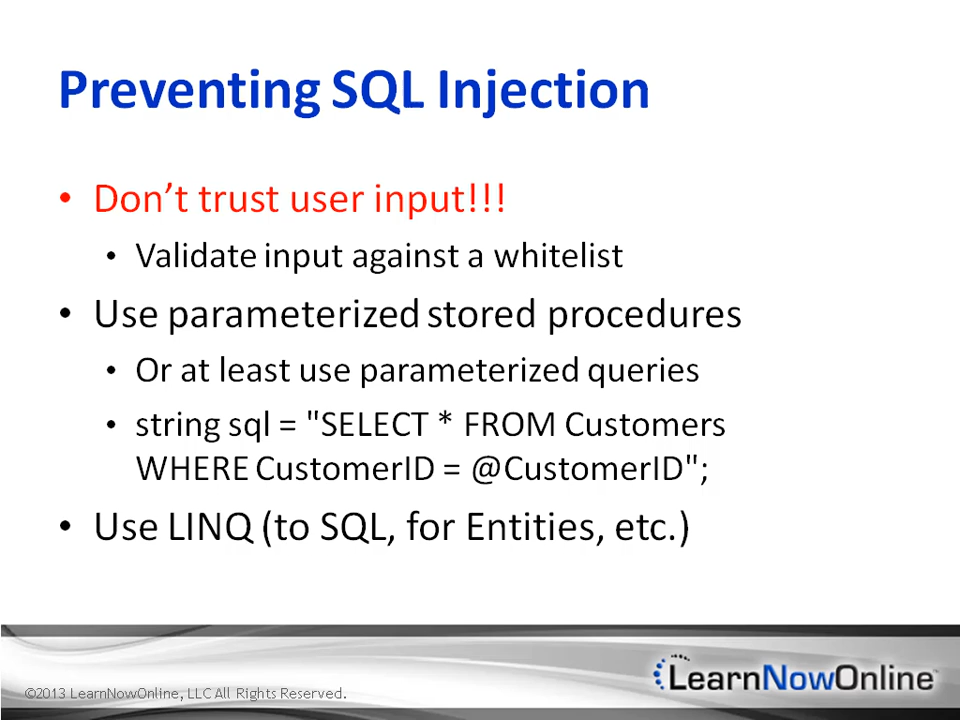 Preventing SQL Injection
• Don’t trust user input!!!
• Validate input against a whitelist
• Use parameterized stored procedures
• Or at least use parameterized queries
• string sql = "SELECT * FROM Customers
WHERE CustomerID = @CustomerID";
• Use LINQ (to SQL, for Entities, etc.)
©2013 LearnNowOnline, LLC All Rights Reserved.
LearnNowOnline